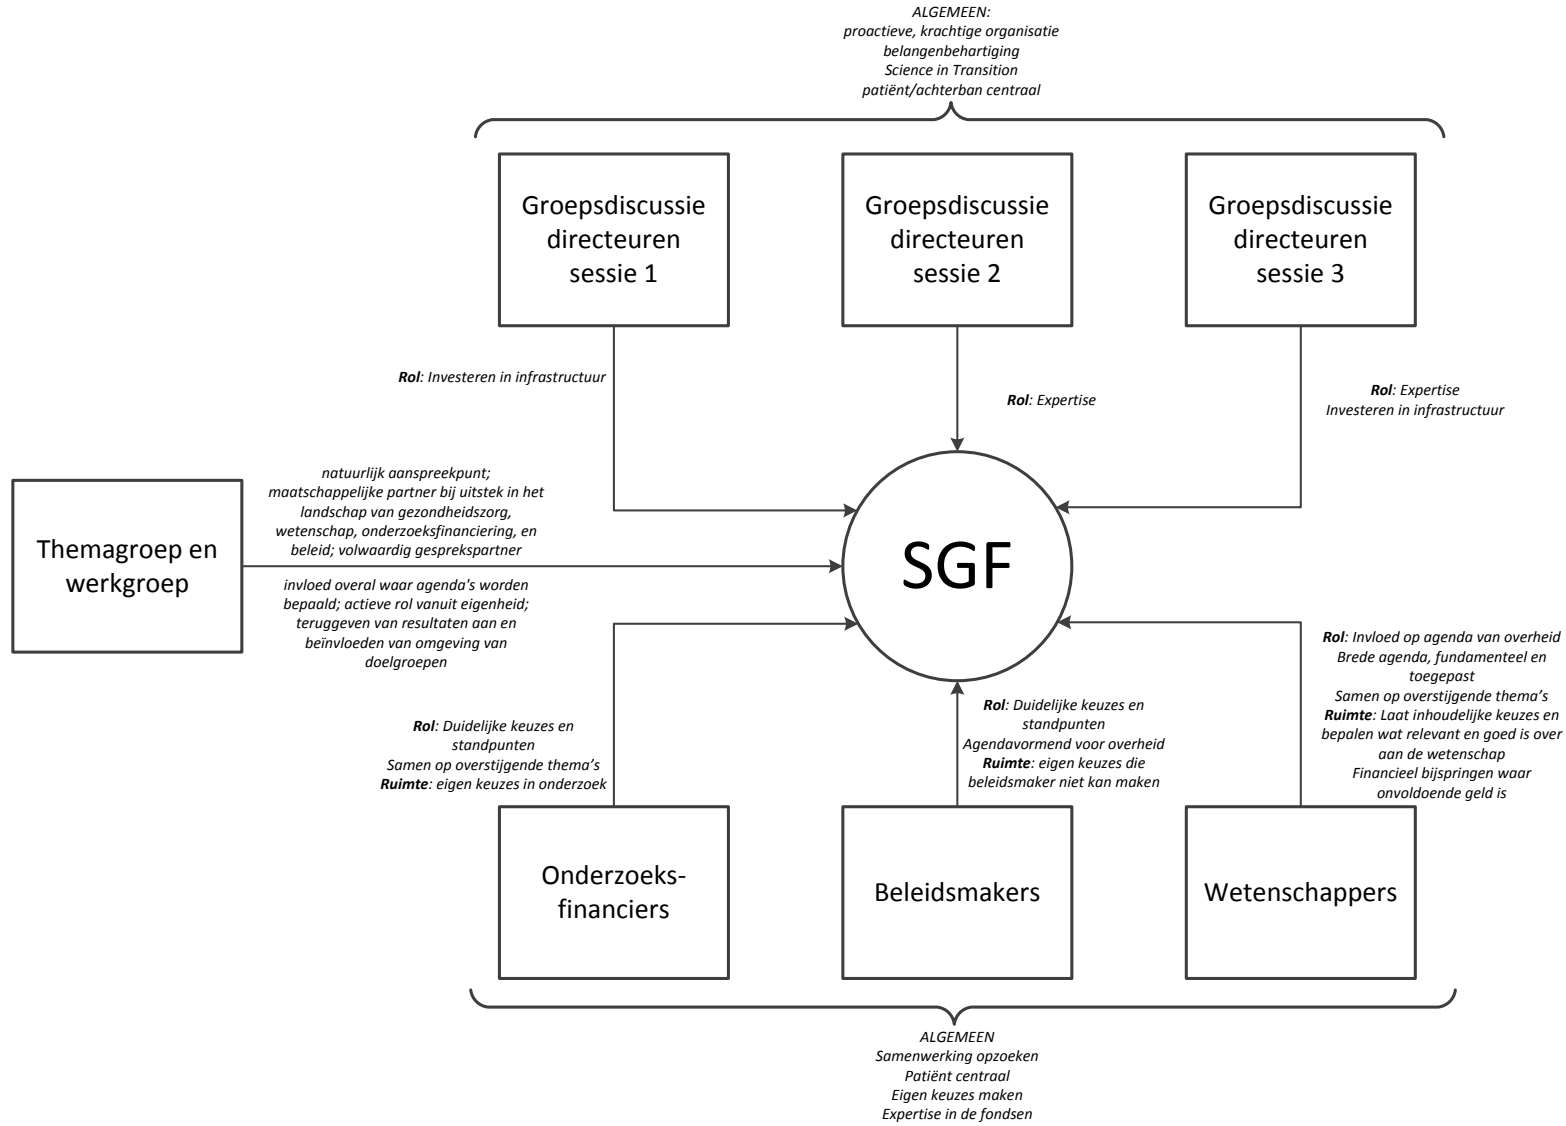 ALGEMEEN:
proactieve, krachtige organisatie
belangenbehartiging
Science in Transition
patiënt/achterban centraal
Groepsdiscussie
directeuren
sessie 1
Groepsdiscussie
directeuren
sessie 2
Groepsdiscussie
directeuren
sessie 3
Rol: Investeren in infrastructuur
Rol: Expertise
Rol: Expertise
Investeren in infrastructuur
Themagroep en
werkgroep
natuurlijk aanspreekpunt;
maatschappelijke partner bij uitstek in het
landschap van gezondheidszorg,
wetenschap, onderzoeksfinanciering, en
beleid; volwaardig gesprekspartner
invloed overal waar agenda's worden
bepaald; actieve rol vanuit eigenheid;
teruggeven van resultaten aan en
beïnvloeden van omgeving van
doelgroepen
SGF
Rol: Duidelijke keuzes en
standpunten
Samen op overstijgende thema's
Ruimte: eigen keuzes in onderzoek
Rol: Duidelijke keuzes en
standpunten
Agendavormend voor overheid
Ruimte: eigen keuzes die
beleidsmaker niet kan maken
Rol: Invloed op agenda van overheid
Brede agenda, fundamenteel en
toegepast
Samen op overstijgende thema's
Ruimte: Laat inhoudelijke keuzes en
bepalen wat relevant en goed is over
aan de wetenschap
Financieel bijspringen waar
onvoldoende geld is
Onderzoeks-
financiers
Beleidsmakers
Wetenschappers
ALGEMEEN
Samenwerking opzoeken
Patiënt centraal
Eigen keuzes maken
Expertise in de fondsen